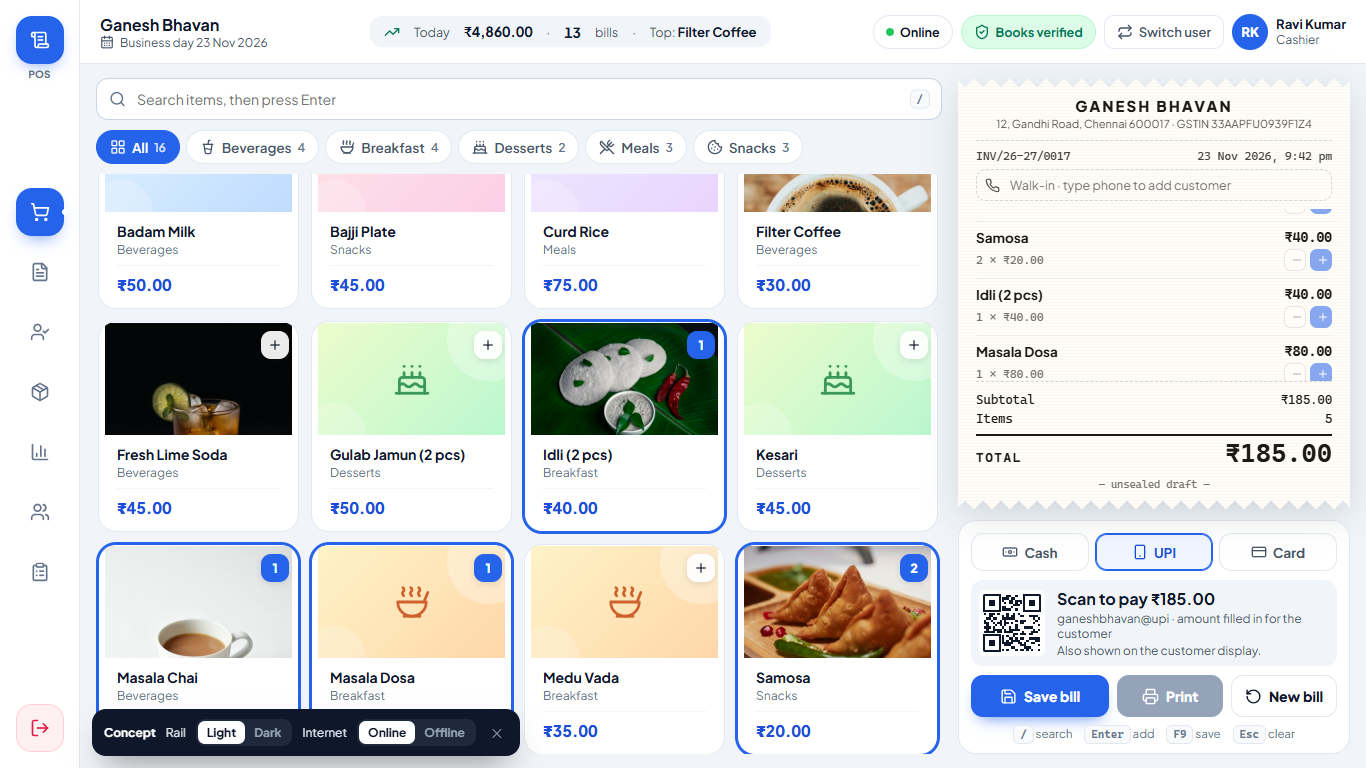 POS
Ganesh Bhavan
Business day 23 Nov 2026
Today ₹4,860.00 · 13 bills · Top: Filter Coffee
Online
Books verified
Switch user
RK
Ravi Kumar
Cashier
Search items, then press Enter
/
All 16
Beverages 4
Breakfast 4
Desserts 2
Meals 3
Snacks 3
Badam Milk
Beverages
₹50.00
Bajji Plate
Snacks
₹45.00
Curd Rice
Meals
₹75.00
Filter Coffee
Beverages
₹30.00
+
Fresh Lime Soda
Beverages
₹45.00
+
Gulab Jamun (2 pcs)
Desserts
₹50.00
1
Idli (2 pcs)
Breakfast
₹40.00
+
Kesari
Desserts
₹45.00
1
Masala Chai
Beverages
1
Masala Dosa
Breakfast
+
Medu Vada
Breakfast
₹35.00
2
Samosa
Snacks
₹20.00
Concept Rail Light Dark Internet Online Offline ×
GANESH BHAVAN
12, Gandhi Road, Chennai 600017 · GSTIN 33AAPFU0939F1Z4
INV/26-27/0017 23 Nov 2026, 9:42 pm
Walk-in · type phone to add customer
Samosa ₹40.00
2 × ₹20.00 − +
Idli (2 pcs) ₹40.00
1 × ₹40.00 − +
Masala Dosa ₹80.00
1 × ₹80.00 − +
Subtotal ₹185.00
Items 5
TOTAL ₹185.00
— unsealed draft —
Cash
UPI
Card
Scan to pay ₹185.00
ganeshbhavan@upi · amount filled in for the
customer
Also shown on the customer display.
Save bill
Print
New bill
/ search Enter add F9 save Esc clear